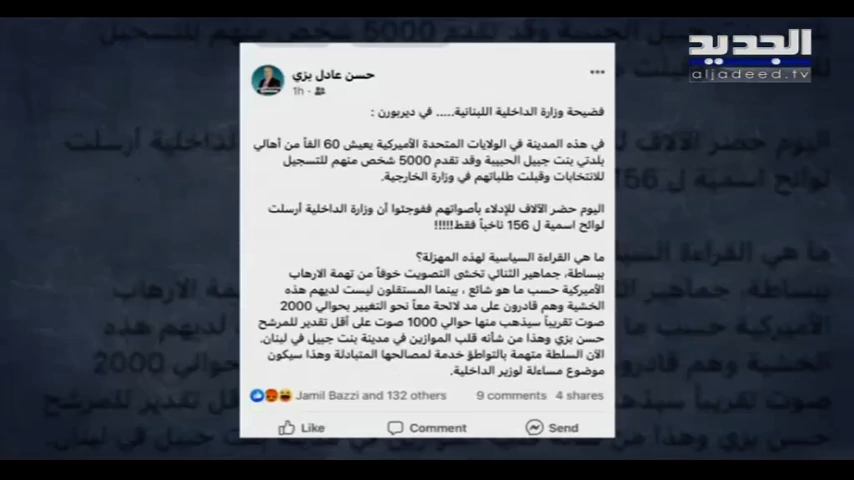 الجديد
aljadeed.tv
حسن عادل بزي
1h
فضيحة وزارة الداخلية اللبنانية..... في ديربورن :
في هذه المدينة في الولايات المتحدة الأميركية يعيش 60 الفاً من أهالي
بلدتي بنت جبيل الحبيبة وقد تقدم 5000 شخص منهم للتسجيل
للانتخابات وقبلت طلباتهم في وزارة الخارجية.
اليوم حضر الآلاف للإدلاء بأصواتهم ففوجئوا أن وزارة الداخلية أرسلت
لوائح اسمية ل 156 ناخباً فقط!!!!!
ما هي القراءة السياسية لهذه المهزلة؟
ببساطة، جماهير الثنائي تخشى التصويت خوفاً من تهمة الارهاب
الأميركية حسب ما هو شائع ، بينما المستقلون ليست لديهم هذه
الخشية وهم قادرون على مد لائحة معاً نحو التغيير بحوالي 2000
صوت تقريباً سيذهب منها حوالي 1000 صوت على أقل تقدير للمرشح
حسن بزي وهذا من شأنه قلب الموازين في مدينة بنت جبيل في لبنان.
الآن السلطة متهمة بالتواطؤ خدمة لمصالحها المتبادلة وهذا سيكون
موضوع مساءلة لوزير الداخلية.
Jamil Bazzi and 132 others 9 comments 4 shares
Like Comment Send